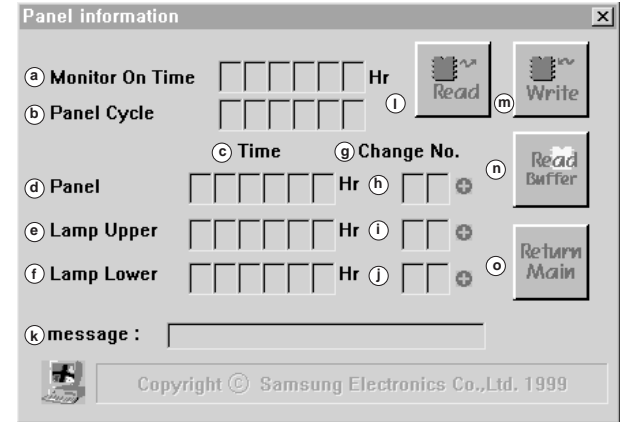 Panel information
ⓐ Monitor On Time Hr
ⓑ Panel Cycle
ⓛ Read
ⓜ Write
ⓒ Time ⓖ Change No.
ⓓ Panel Hr ⓗ
ⓝ Read Buffer
ⓔ Lamp Upper Hr ⓘ
ⓕ Lamp Lower Hr ⓙ
ⓞ Return Main
ⓚ message :
Copyright © Samsung Electronics Co.,Ltd. 1999